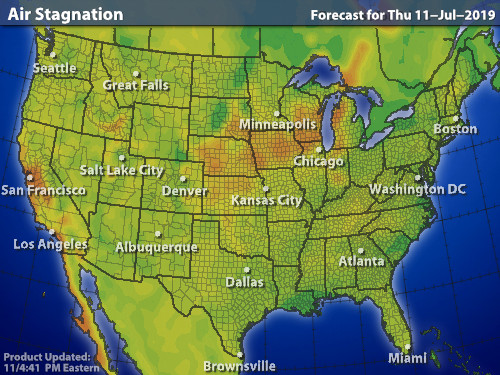 Air Stagnation
Forecast for Thu 11–Jul–2019
Seattle
Great Falls
Minneapolis
Boston
Chicago
Salt Lake City
San Francisco
Denver
Washington DC
Kansas City
Los Angeles
Albuquerque
Atlanta
Dallas
Product Updated:
11/4:41 PM Eastern
Miami
Brownsville